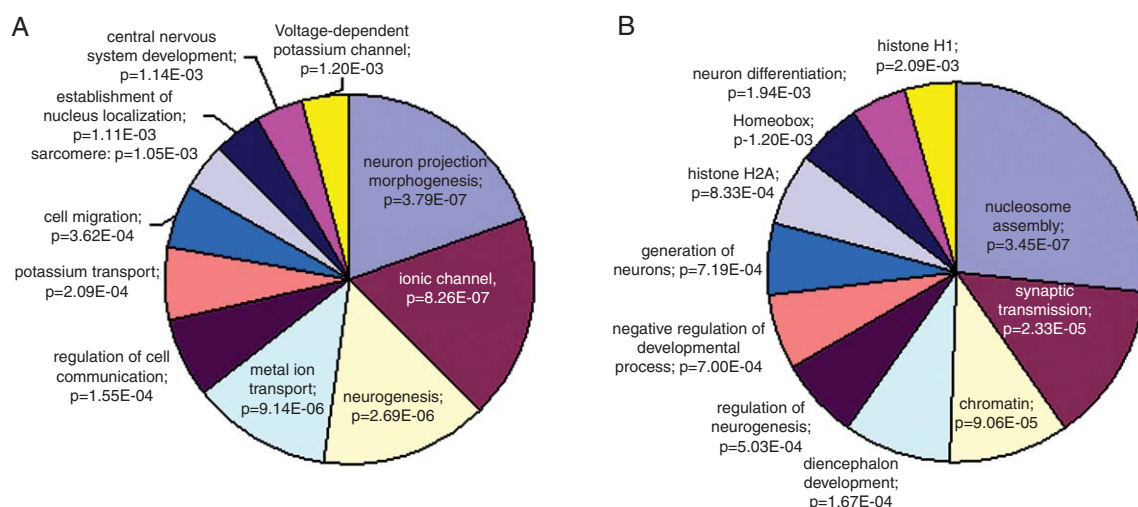 A
central nervous
system development;
p=1.14E-03
Voltage-dependent
potassium channel;
p=1.20E-03
establishment of
nucleus localization;
p=1.11E-03
sarcomere: p=1.05E-03
cell migration;
p=3.62E-04
potassium transport;
p=2.09E-04
regulation of cell
communication;
p=1.55E-04
metal ion
transport;
p=9.14E-06
neurogenesis;
p=2.69E-06
ionic channel,
p=8.26E-07
neuron projection
morphogenesis;
p=3.79E-07
B
histone H1;
p=2.09E-03
neuron differentiation;
p=1.94E-03
Homeobox;
p-1.20E-03
histone H2A;
p=8.33E-04
generation of
neurons; p=7.19E-04
negative regulation of
developmental
process; p=7.00E-04
regulation of
neurogenesis;
p=5.03E-04
diencephalon
development;
p=1.67E-04
chromatin;
p=9.06E-05
synaptic
transmission;
p=2.33E-05
nucleosome
assembly;
p=3.45E-07